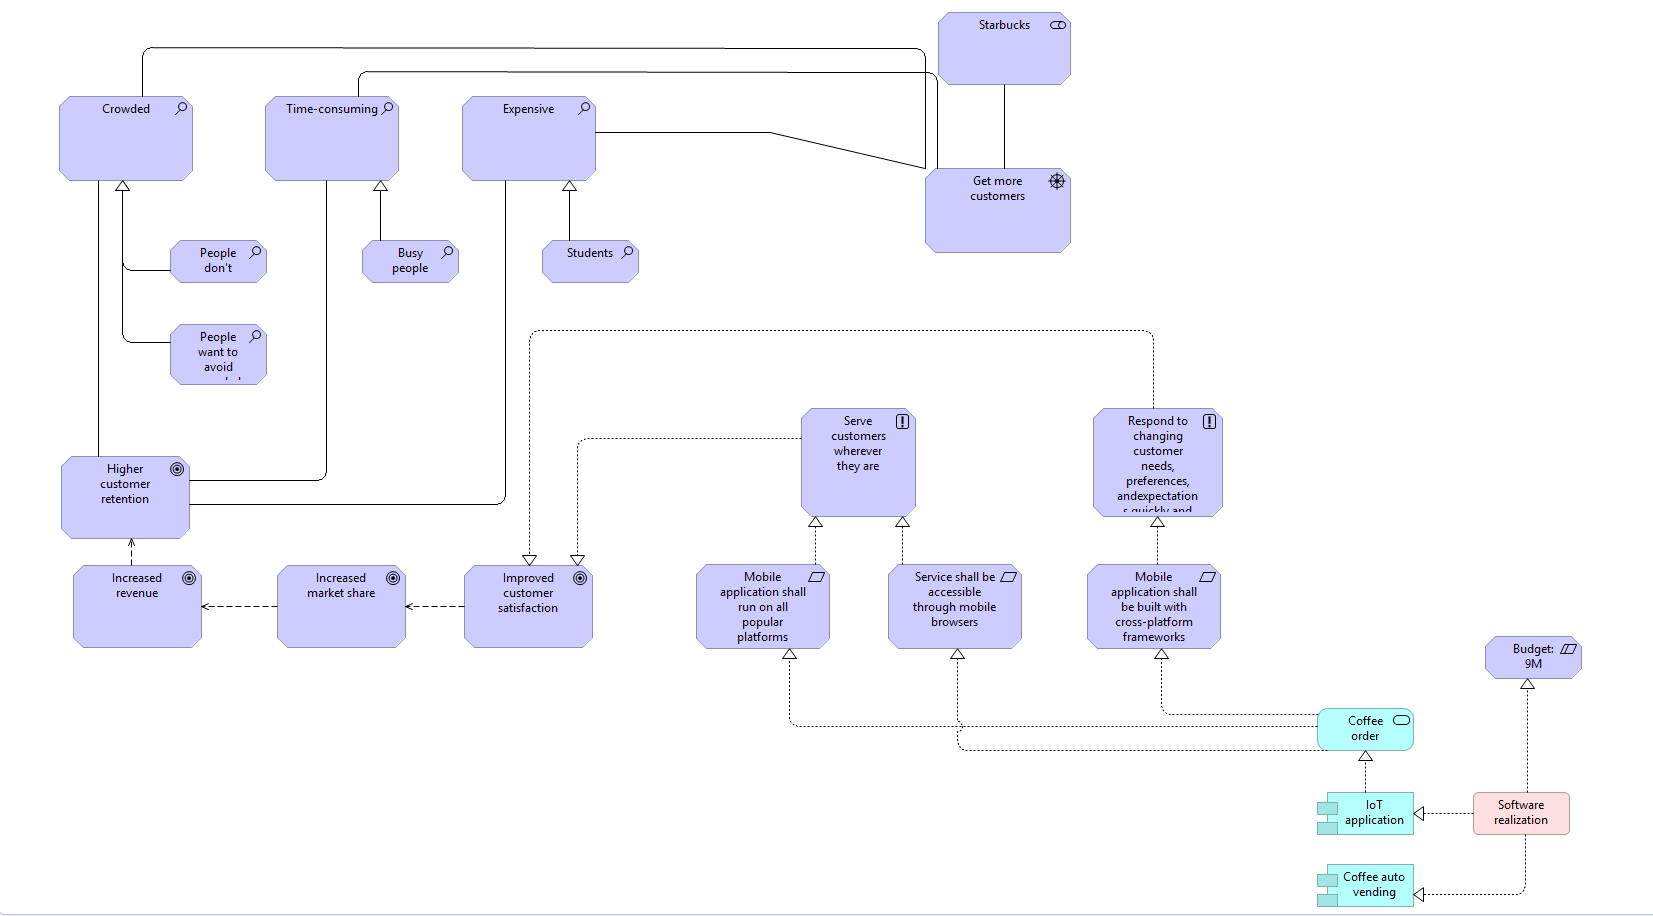 Starbucks
Crowded
Time-consuming
Expensive
Get more
customers
People
don't
Busy
people
Students
People
want to
avoid
Serve
customers
wherever
they are
Respond to
changing
customer
needs,
preferences,
andexpectation
s quickly and
Higher
customer
retention
Increased
revenue
Increased
market share
Improved
customer
satisfaction
Mobile
application shall
run on all
popular
platforms
Service shall be
accessible
through mobile
browsers
Mobile
application shall
be built with
cross-platform
frameworks
Budget:
9M
Coffee
order
IoT
application
Software
realization
Coffee auto
vending